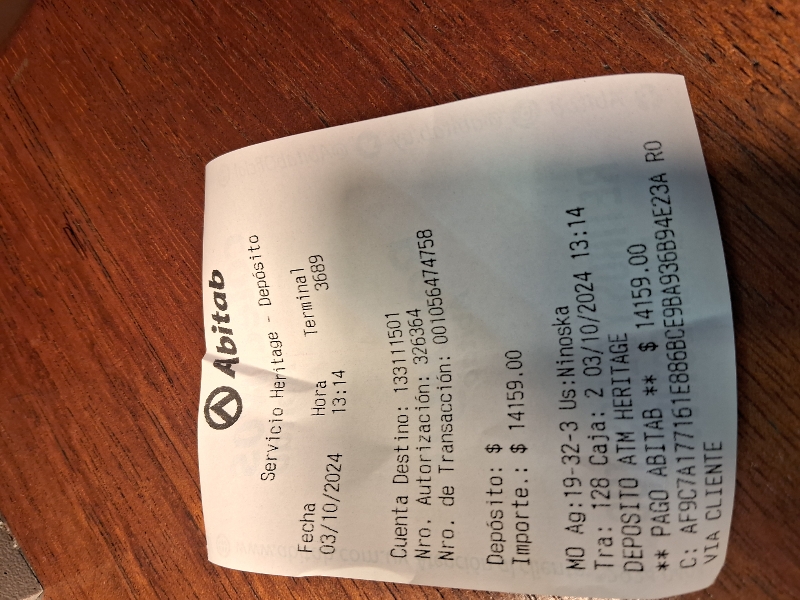 Abitab
Servicio Heritage - Depósito
Fecha Hora Terminal
03/10/2024 13:14 3689
Cuenta Destino: 133111501
Nro. Autorización: 326364
Nro. de Transacción: 001056474758
Depósito: $
Importe.: $ 14159.00
MO Ag:19-32-3 Us:Ninoska
Tra: 128 Caja: 2 03/10/2024 13:14
DEPOSITO ATM HERITAGE
** PAGO ABITAB ** $ 14159.00
C: AF9C7A177161E886BCE9BA936B94E23A RO
VIA CLIENTE